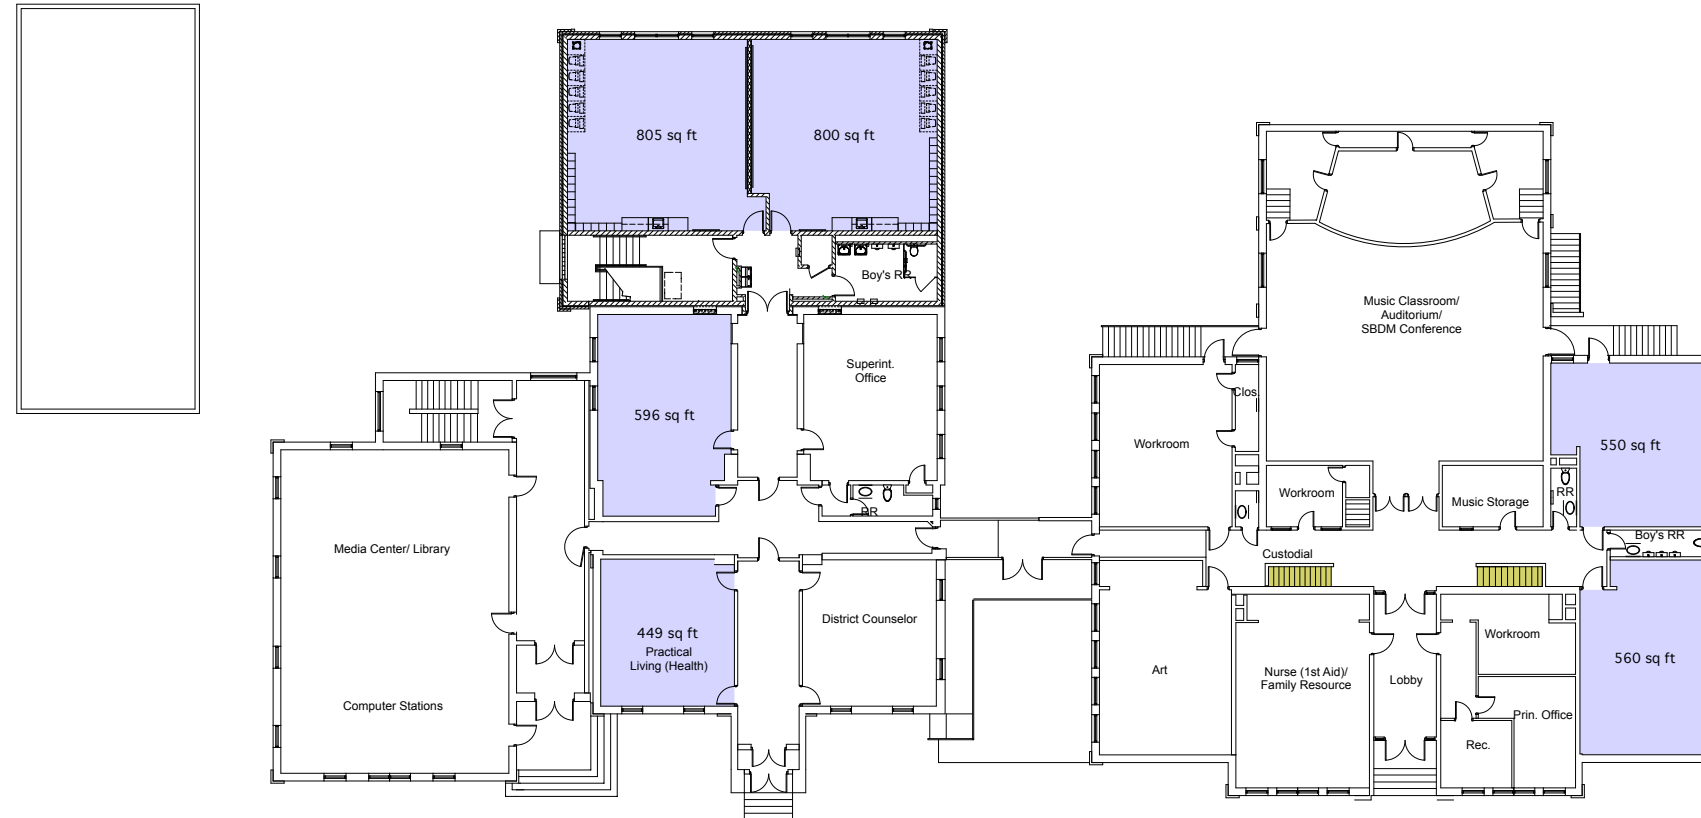 805 sq ft
800 sq ft
Boy's RR
Music Classroom/
Auditorium/
SBDM Conference
Superint.
Office
Clos.
596 sq ft
Workroom
550 sq ft
Workroom
Music Storage
RR
RR
Boy's RR
Media Center/ Library
Custodial
449 sq ft
Practical
Living (Health)
District Counselor
Workroom
Art
Nurse (1st Aid)/
Family Resource
Lobby
560 sq ft
Computer Stations
Prin. Office
Rec.